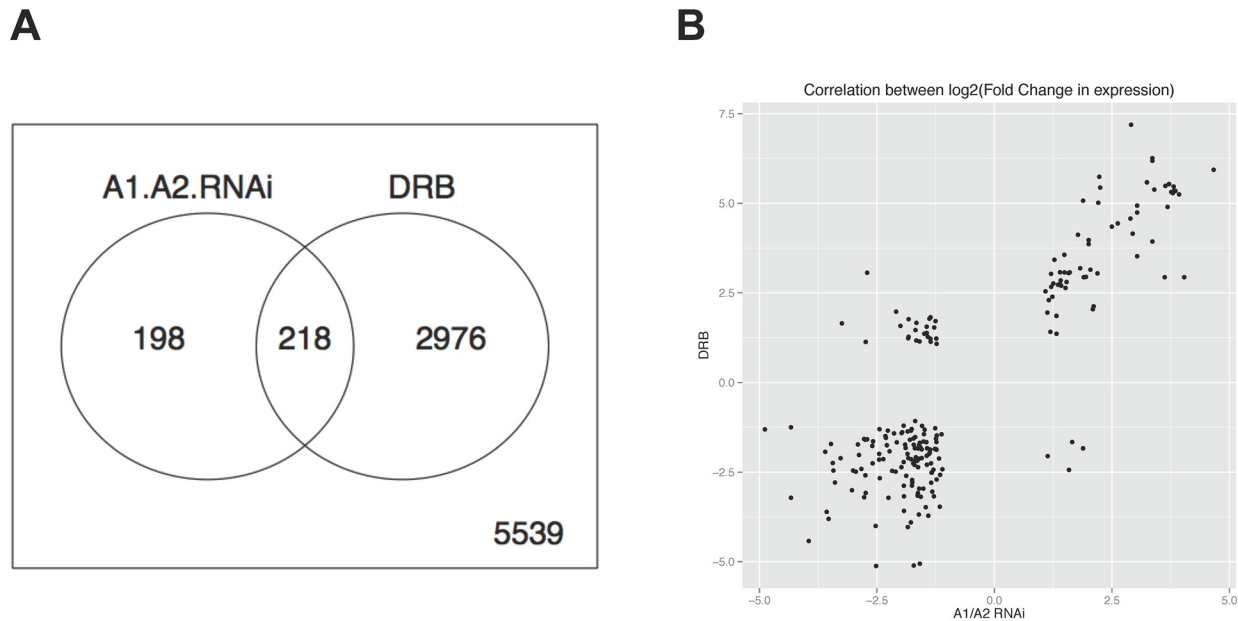 A
B
A1.A2.RNAi DRB
198 218 2976
5539
Correlation between log2(Fold Change in expression)
7.5
5.0
2.5
0.0
−2.5
−5.0
DRB
−5.0 −2.5 0.0 2.5 5.0
A1/A2 RNAi